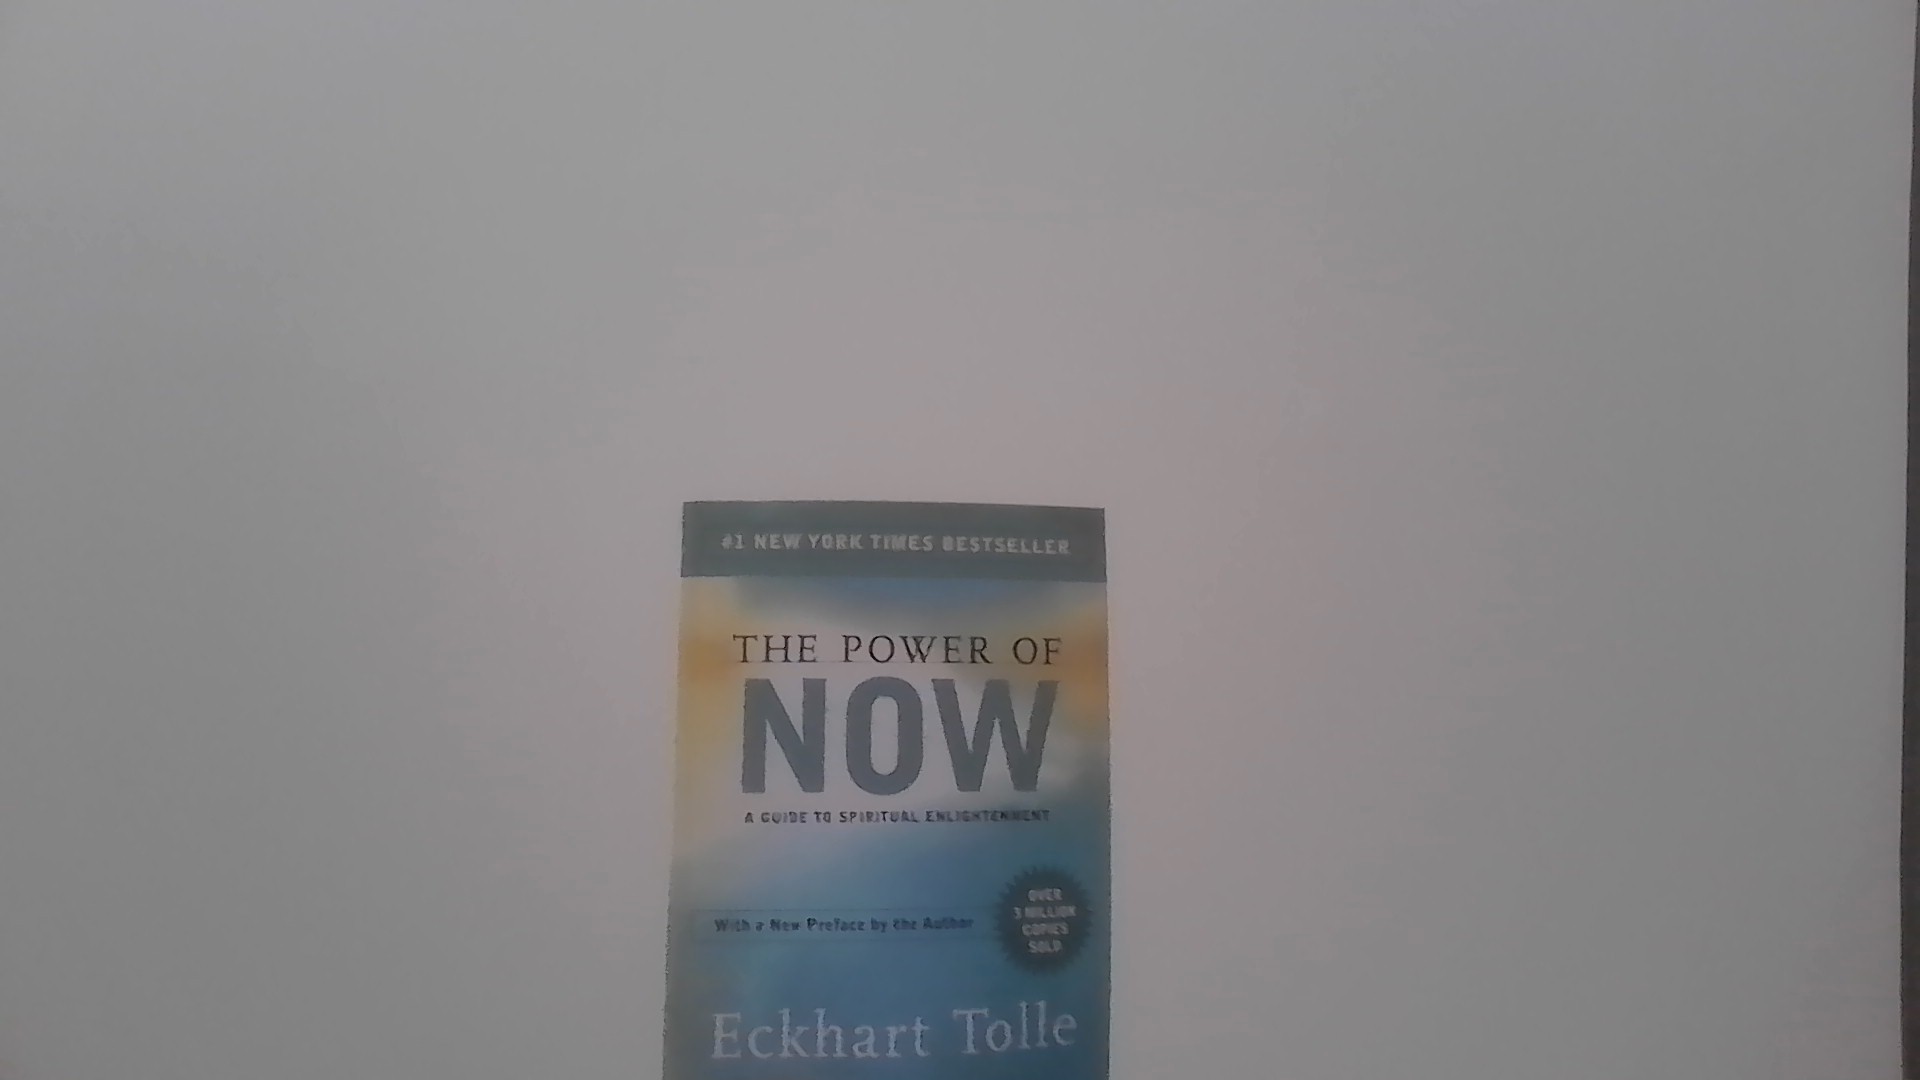 #1 NEW YORK TIMES BESTSELLER
THE POWER OF
NOW
A GUIDE TO SPIRITUAL ENLIGHTENMENT
With a New Preface by the Author
OVER
3 MILLION
COPIES
SOLD
Eckhart Tolle